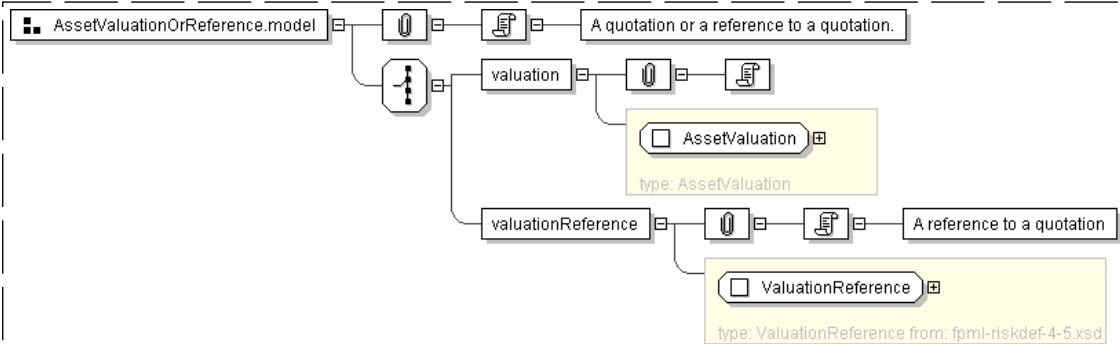 AssetValuationOrReference.model
A quotation or a reference to a quotation.
valuation
AssetValuation
type: AssetValuation
valuationReference
A reference to a quotation
ValuationReference
type: ValuationReference from: fpml-riskdef-4-5.xsd